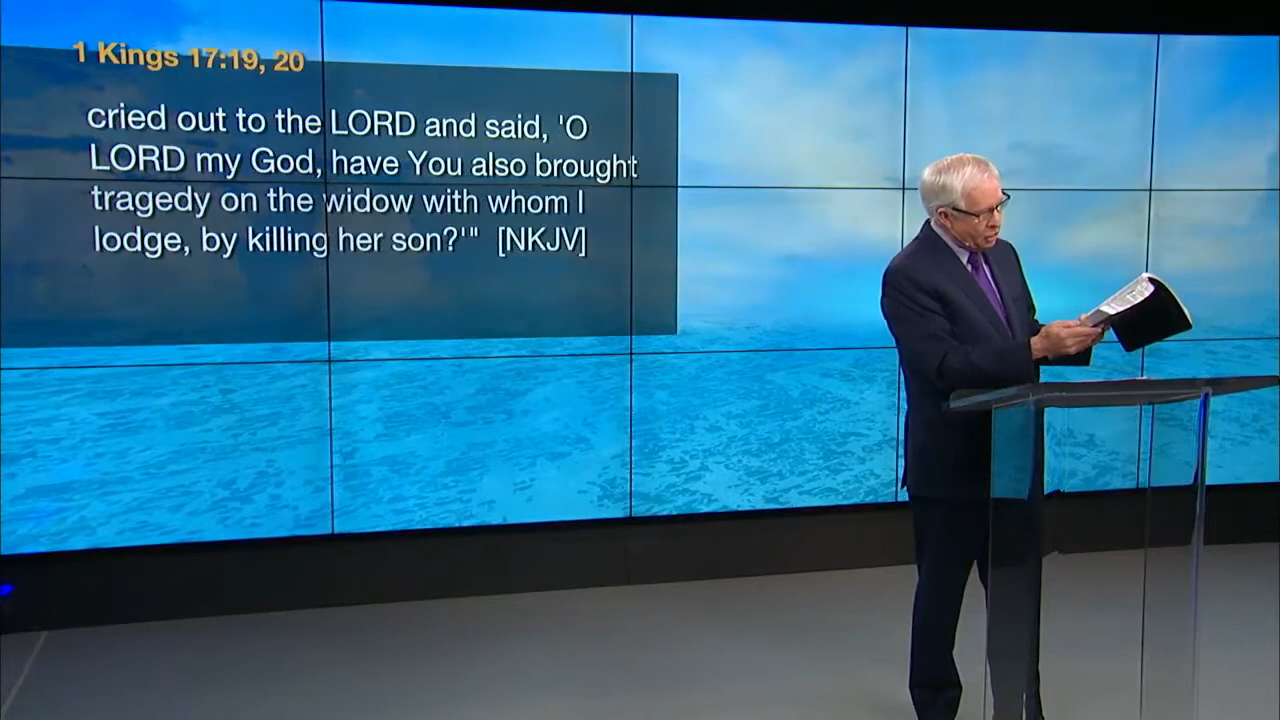 1 Kings 17:19, 20
cried out to the LORD and said, 'O
LORD my God, have You also brought
tragedy on the widow with whom I
lodge, by killing her son?'" [NKJV]